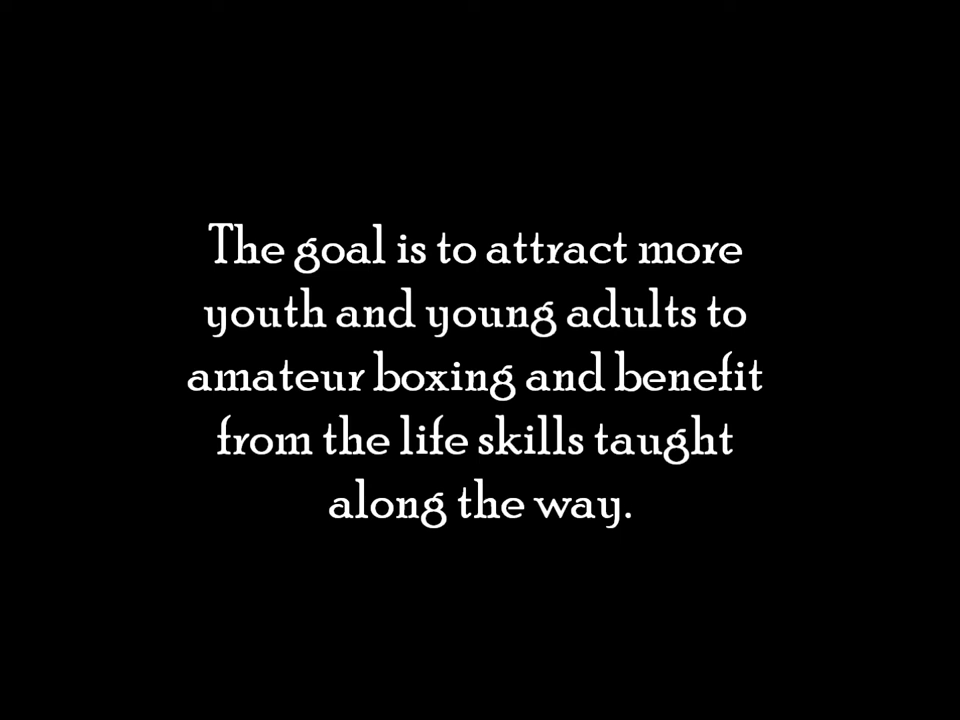 The goal is to attract more
youth and young adults to
amateur boxing and benefit
from the life skills taught
along the way.